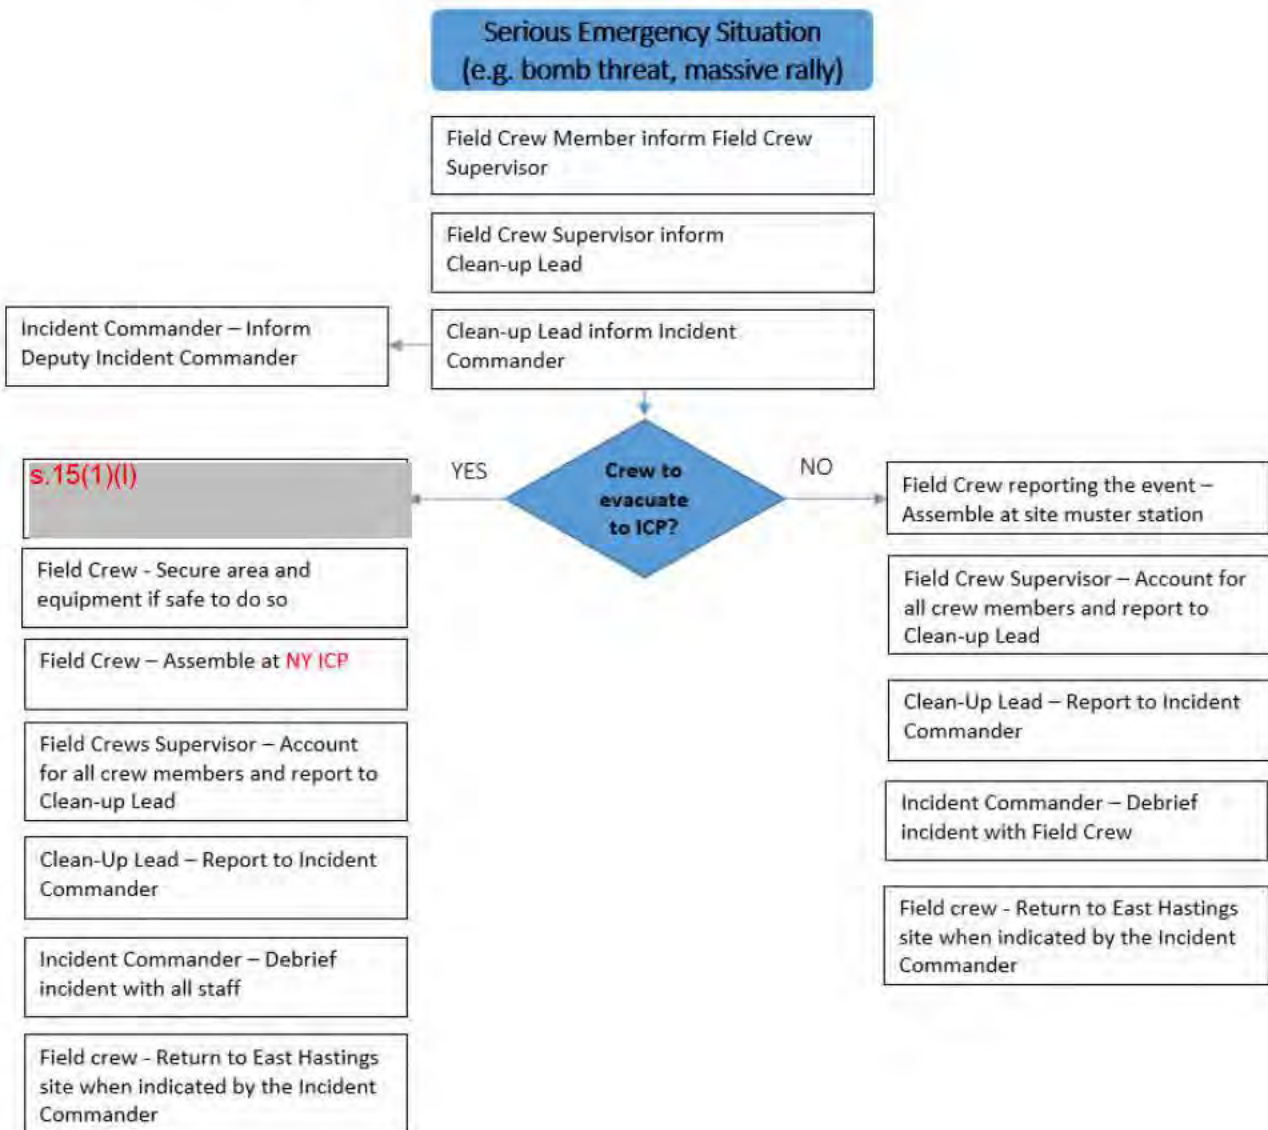 Serious Emergency Situation
(e.g. bomb threat, massive rally)
Field Crew Member inform Field Crew
Supervisor
Field Crew Supervisor inform
Clean-up Lead
Clean-up Lead inform Incident
Commander
Incident Commander – Inform
Deputy Incident Commander
Crew to
evacuate
to ICP?
YES
s.15(1)(l)
Field Crew - Secure area and
equipment if safe to do so
Field Crew – Assemble at NY ICP
Field Crews Supervisor – Account
for all crew members and report to
Clean-up Lead
Clean-Up Lead – Report to Incident
Commander
Incident Commander – Debrief
incident with all staff
Field crew - Return to East Hastings
site when indicated by the Incident
Commander
NO
Field Crew reporting the event –
Assemble at site muster station
Field Crew Supervisor – Account for
all crew members and report to
Clean-up Lead
Clean-Up Lead – Report to Incident
Commander
Incident Commander – Debrief
incident with Field Crew
Field crew - Return to East Hastings
site when indicated by the Incident
Commander